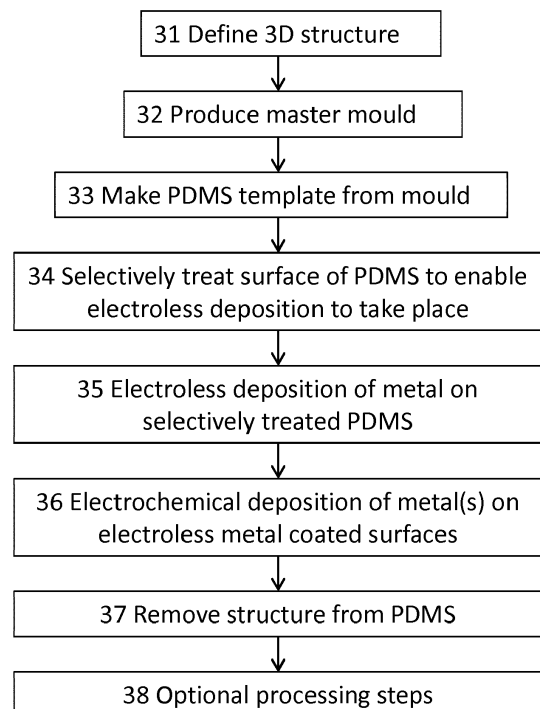 31 Define 3D structure
32 Produce master mould
33 Make PDMS template from mould
34 Selectively treat surface of PDMS to enable
electroless deposition to take place
35 Electroless deposition of metal on
selectively treated PDMS
36 Electrochemical deposition of metal(s) on
electroless metal coated surfaces
37 Remove structure from PDMS
38 Optional processing steps